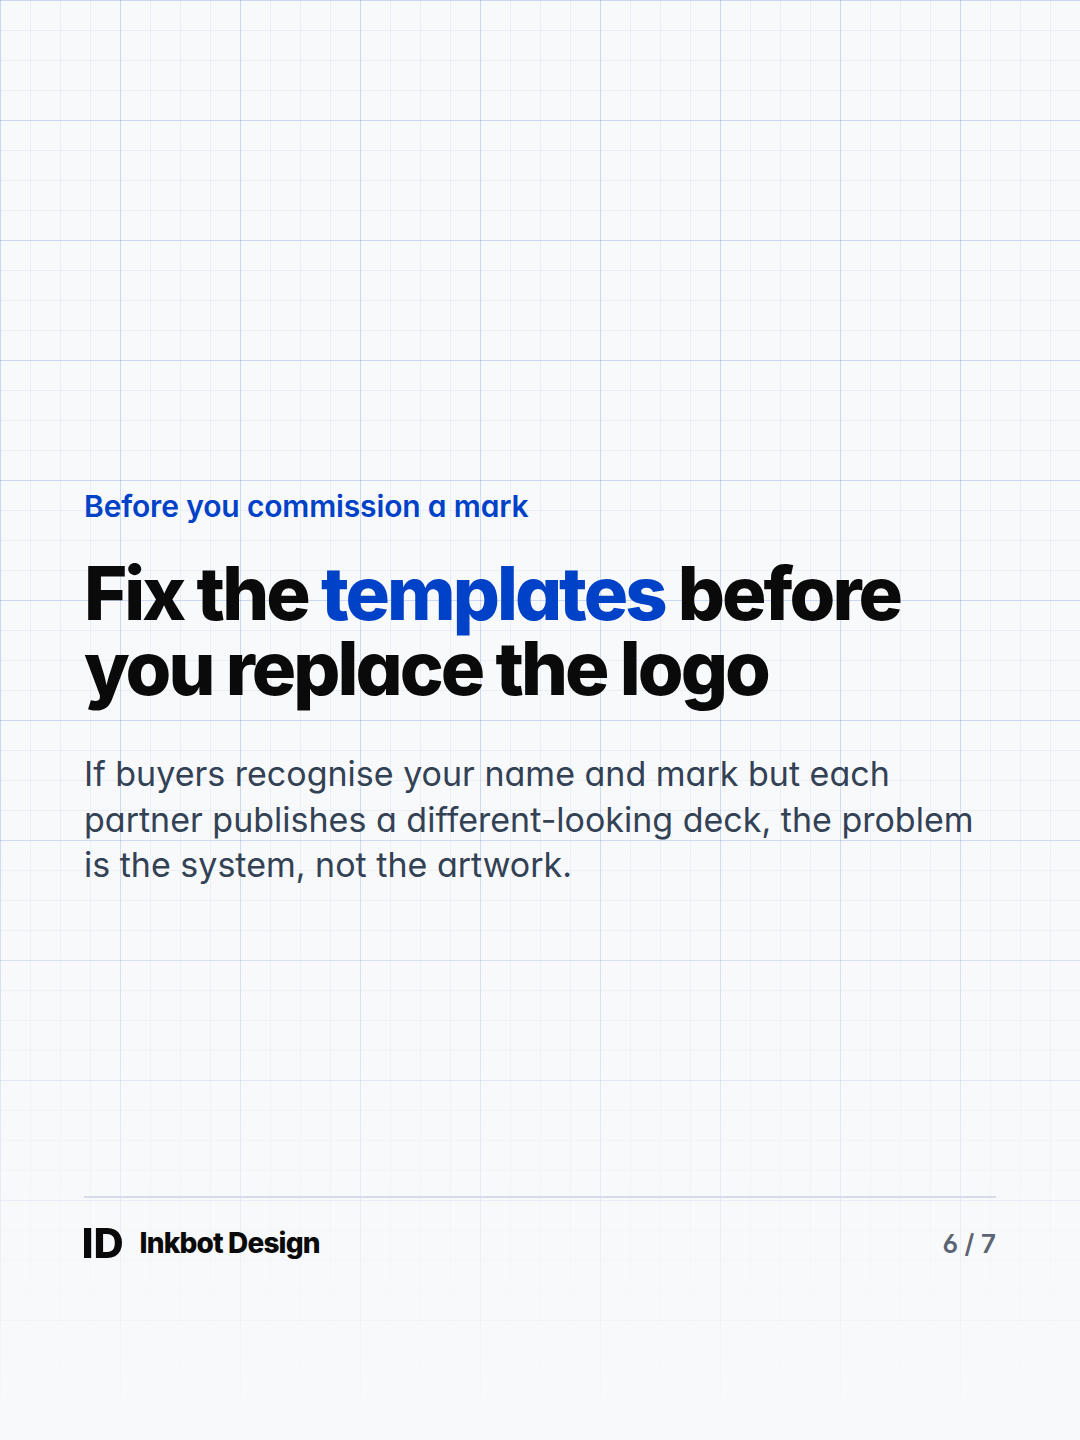 Before you commission a mark
Fix the templates before
you replace the logo
If buyers recognise your name and mark but each
partner publishes a different-looking deck, the problem
is the system, not the artwork.
ID Inkbot Design
6 / 7